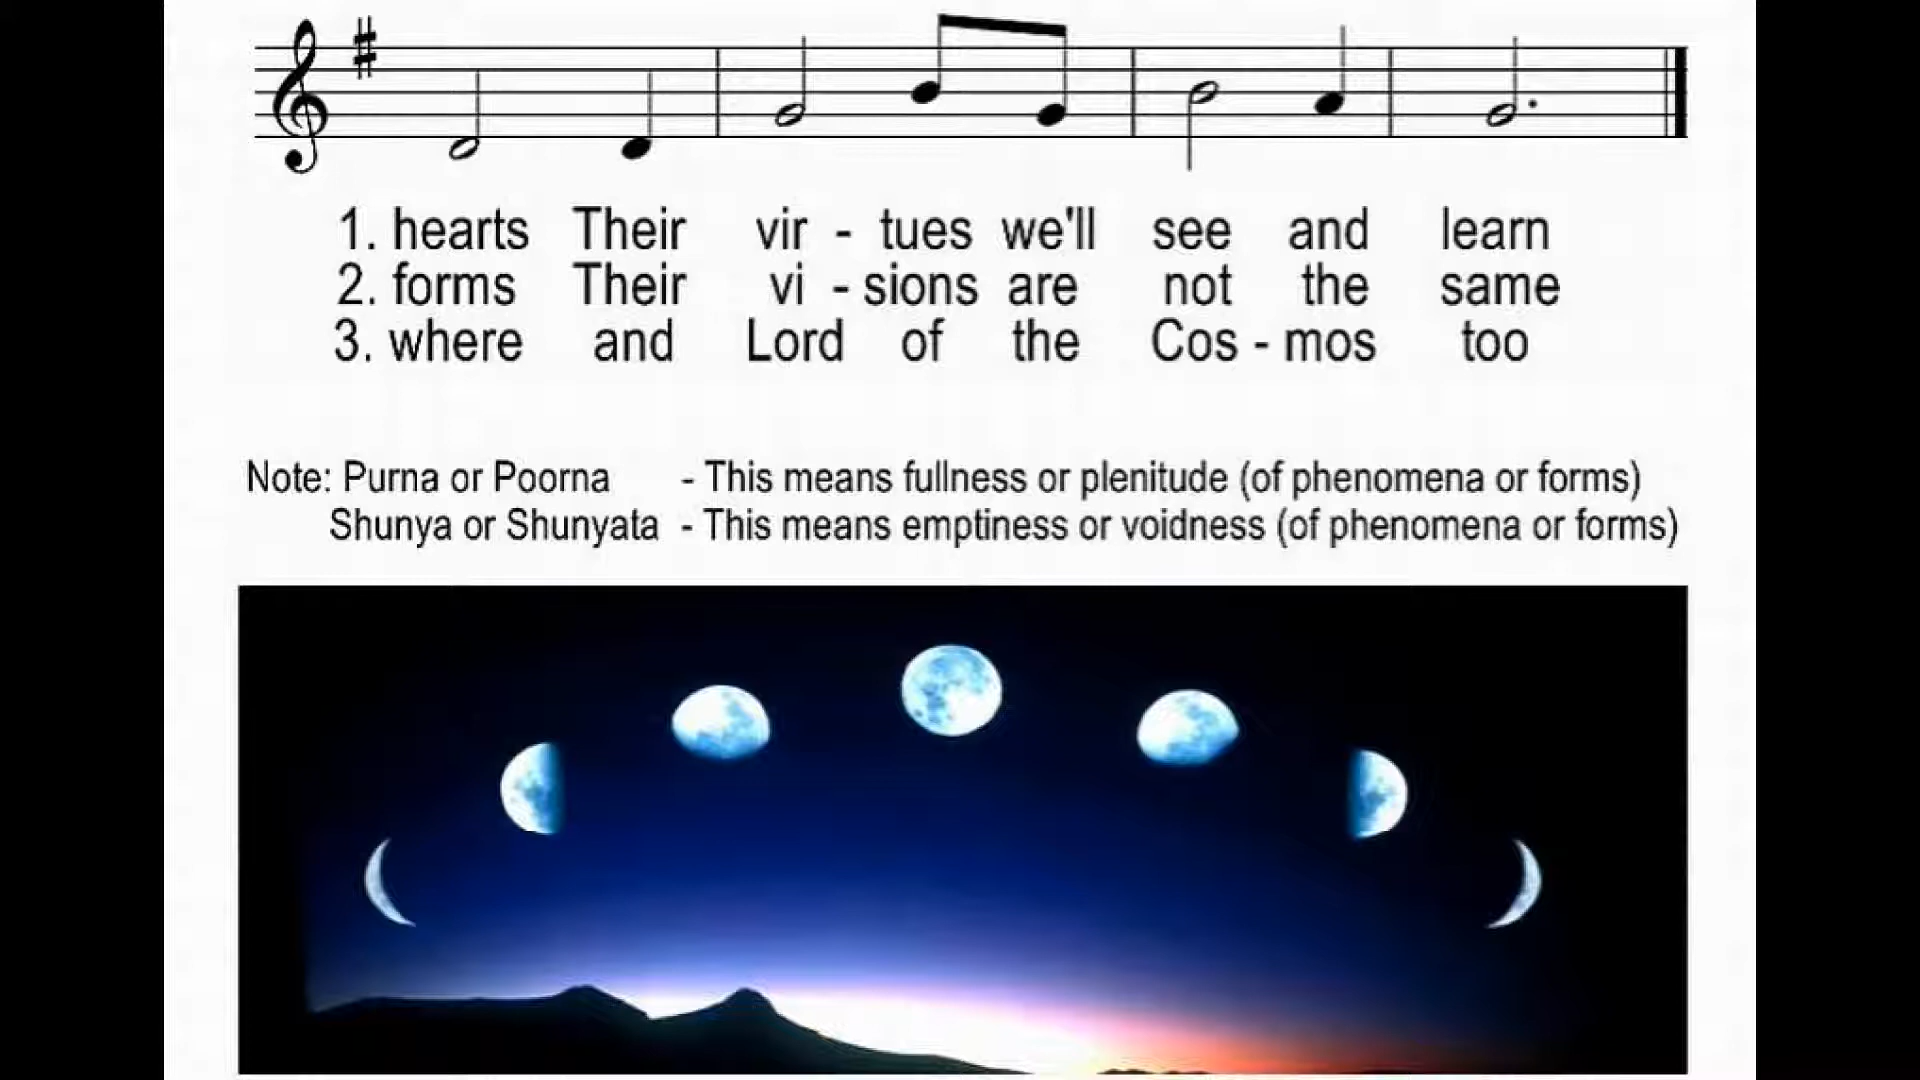 1. hearts Their vir - tues we'll see and learn
2. forms Their vi - sions are not the same
3. where and Lord of the Cos - mos too
Note: Purna or Poorna - This means fullness or plenitude (of phenomena or forms)
Shunya or Shunyata - This means emptiness or voidness (of phenomena or forms)